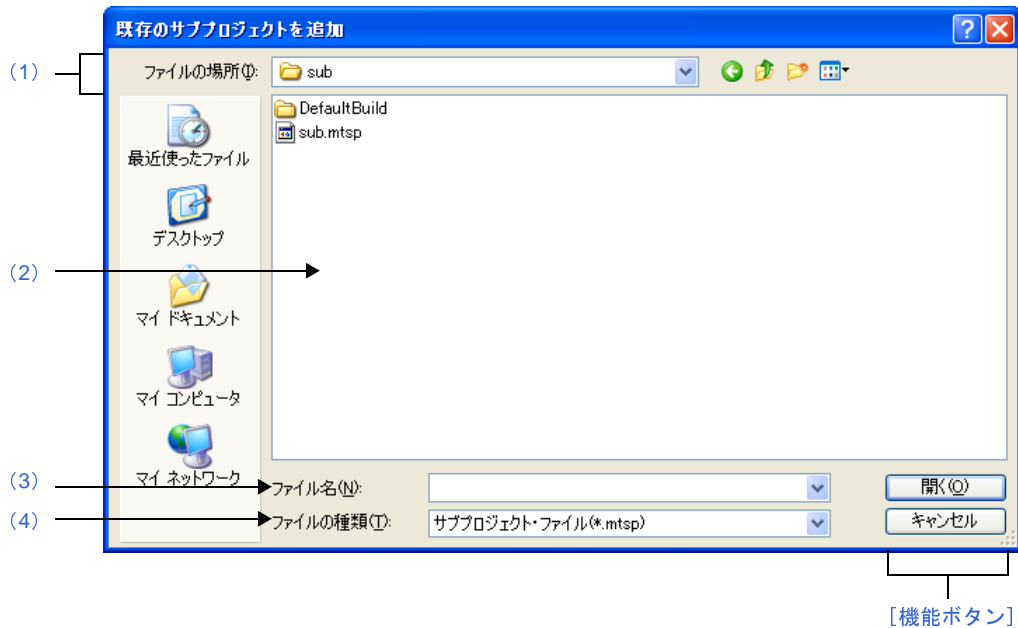 既存のサブプロジェクトを追加
(1)
ファイルの場所(I):
sub
DefaultBuild
sub.mtsp
最近使ったファイル
デスクトップ
(2)
マイ ドキュメント
マイ コンピュータ
マイ ネットワーク
(3)
ファイル名(N):
開く(O)
(4)
ファイルの種類(T):
サブプロジェクト・ファイル(*.mtsp)
キャンセル
[機能ボタン]